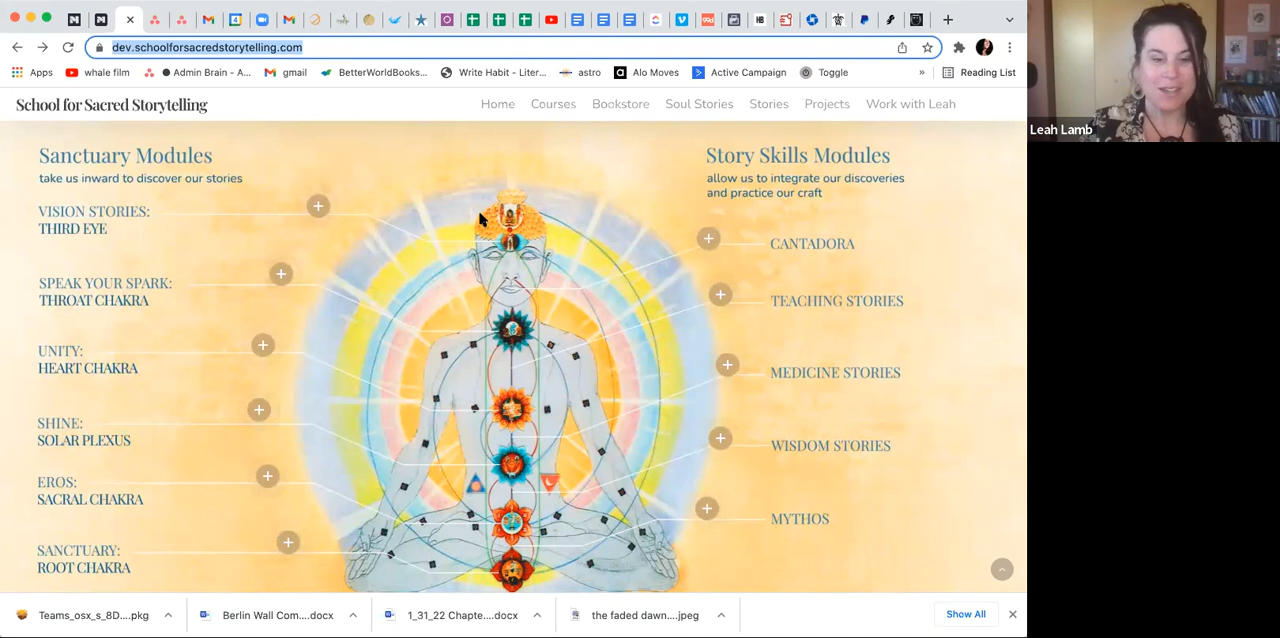 dev.schoolforsacredstorytelling.com
Apps
whale film
Admin Brain - A...
gmail
BetterWorldBooks...
Write Habit - Liter...
astro
Alo Moves
Active Campaign
Toggle
»
Reading List
School for Sacred Storytelling
Home
Courses
Bookstore
Soul Stories
Stories
Projects
Work with Leah
Leah Lamb
Sanctuary Modules
take us inward to discover our stories
VISION STORIES:
THIRD EYE
SPEAK YOUR SPARK:
THROAT CHAKRA
UNITY:
HEART CHAKRA
SHINE:
SOLAR PLEXUS
EROS:
SACRAL CHAKRA
SANCTUARY:
ROOT CHAKRA
Story Skills Modules
allow us to integrate our discoveries
and practice our craft
CANTADORA
TEACHING STORIES
MEDICINE STORIES
WISDOM STORIES
MYTHOS
Teams_osx_s_8D....pkg
Berlin Wall Com....docx
1_31_22 Chapte....docx
the faded dawn....jpeg
Show All